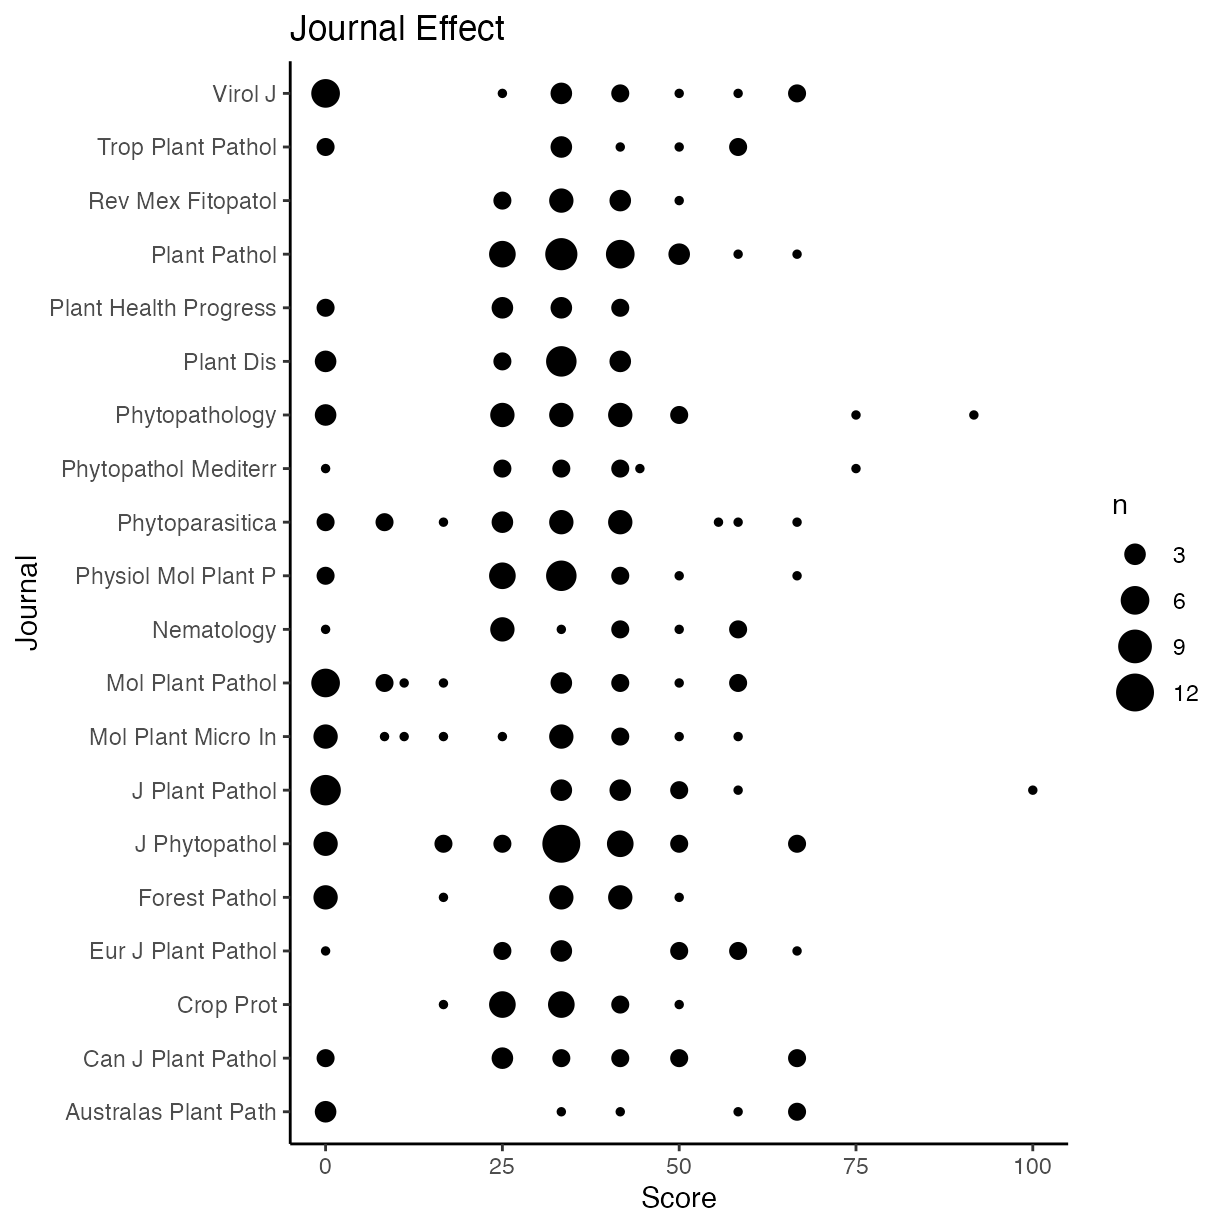 Journal Effect
Virol J
Trop Plant Pathol
Rev Mex Fitopatol
Plant Pathol
Plant Health Progress
Plant Dis
Phytopathology
Phytopathol Mediterr
Phytoparasitica
Physiol Mol Plant P
Nematology
Mol Plant Pathol
Mol Plant Micro In
J Plant Pathol
J Phytopathol
Forest Pathol
Eur J Plant Pathol
Crop Prot
Can J Plant Pathol
Australas Plant Path
Journal
0 25 50 75 100
Score
n
3
6
9
12